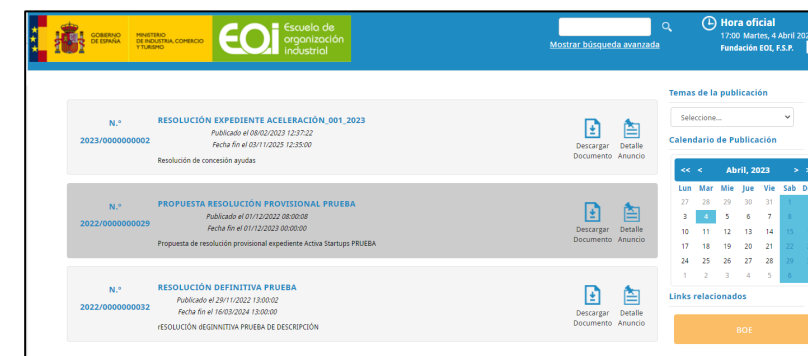 GOBIERNO
DE ESPAÑA
MINISTERIO
DE INDUSTRIA, COMERCIO
Y TURISMO
EOi
Escuela de
organización
industrial
Mostrar búsqueda avanzada
Hora oficial
17:00 Martes, 4 Abril 202
Fundación EOI, F.S.P.
N.º
2023/0000000002
RESOLUCIÓN EXPEDIENTE ACELERACIÓN_001_2023
Publicado el 08/02/2023 12:37:22
Fecha fin el 03/11/2025 12:35:00
Resolución de concesión ayudas
Descargar
Documento
Detalle
Anuncio
N.º
2022/0000000029
PROPUESTA RESOLUCIÓN PROVISIONAL PRUEBA
Publicado el 01/12/2022 08:00:08
Fecha fin el 01/12/2023 00:00:00
Propuesta de resolución provisional expediente Activa Startups PRUEBA
Descargar
Documento
Detalle
Anuncio
N.º
2022/0000000032
RESOLUCIÓN DEFINITIVA PRUEBA
Publicado el 29/11/2022 13:00:02
Fecha fin el 16/03/2024 13:00:00
rESOLUCIÓN dEGINNITIVA PRUEBA DE DESCRIPCIÓN
Descargar
Documento
Detalle
Anuncio
Temas de la publicación
Seleccione...
Calendario de Publicación
<< < Abril, 2023 >
Lun Mar Mie Jue Vie Sab D
27 28 29 30 31 1
3 4 5 6 7 8
10 11 12 13 14 15
17 18 19 20 21 22
24 25 26 27 28 29
1 2 3 4 5 6
Links relacionados
BOE